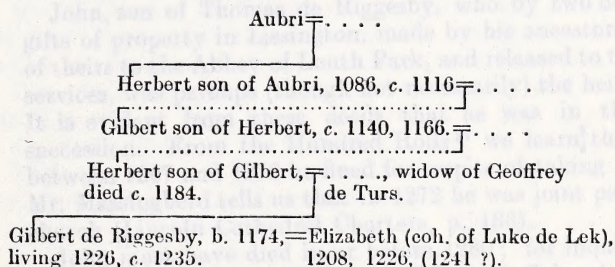 Aubri=
Herbert son of Aubri, 1086, c. 1116= . . .
Gilbert son of Herbert, c. 1140, 1166.= . . .
Herbert son of Gilbert,= . . . , widow of Geoffrey
died c. 1184. de Turs.
Gilbert de Riggesby, b. 1174,=Elizabeth (coh. of Luke de Lek),
living 1226, c. 1235. 1208, 1226, (1241 ?).